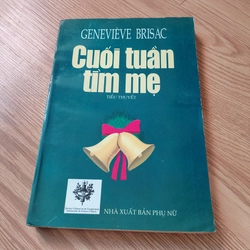 GENEVIÈVE BRISAC
Cuối tuần
tìm mẹ
TIỂU THUYẾT
NHÀ XUẤT BẢN PHỤ NỮ